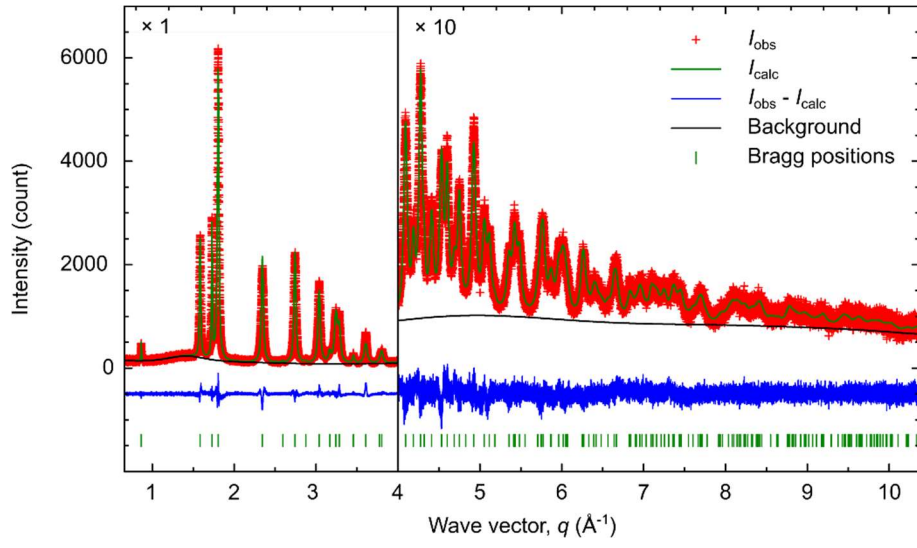 × 1
× 10
I_obs
I_calc
I_obs - I_calc
Background
Bragg positions
Intensity (count)
6000
4000
2000
0
1 2 3 4 5 6 7 8 9 10
Wave vector, q (Å⁻¹)